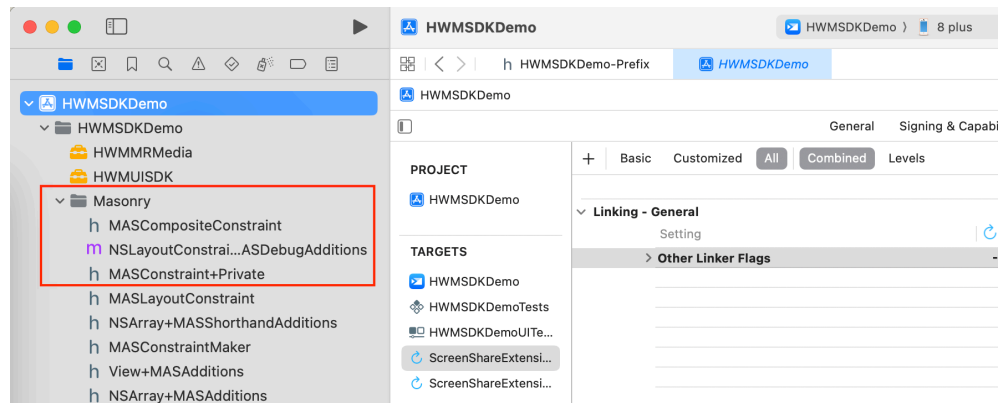 HWMSDKDemo
HWMSDKDemo
HWMMRMedia
HWMUISDK
Masonry
h MASCompositeConstraint
m NSLayoutConstrai...ASDebugAdditions
h MASConstraint+Private
h MASLayoutConstraint
h NSArray+MASShorthandAdditions
h MASConstraintMaker
h View+MASAdditions
h NSArray+MASAdditions
HWMSDKDemo
HWMSDKDemo
8 plus
h HWMSDKDemo-Prefix
HWMSDKDemo
HWMSDKDemo
General Signing & Capabi
PROJECT
HWMSDKDemo
TARGETS
HWMSDKDemo
HWMSDKDemoTests
HWMSDKDemoUITe...
ScreenShareExtensi...
ScreenShareExtensi...
+ Basic Customized All Combined Levels
Linking - General
Setting
Other Linker Flags
-